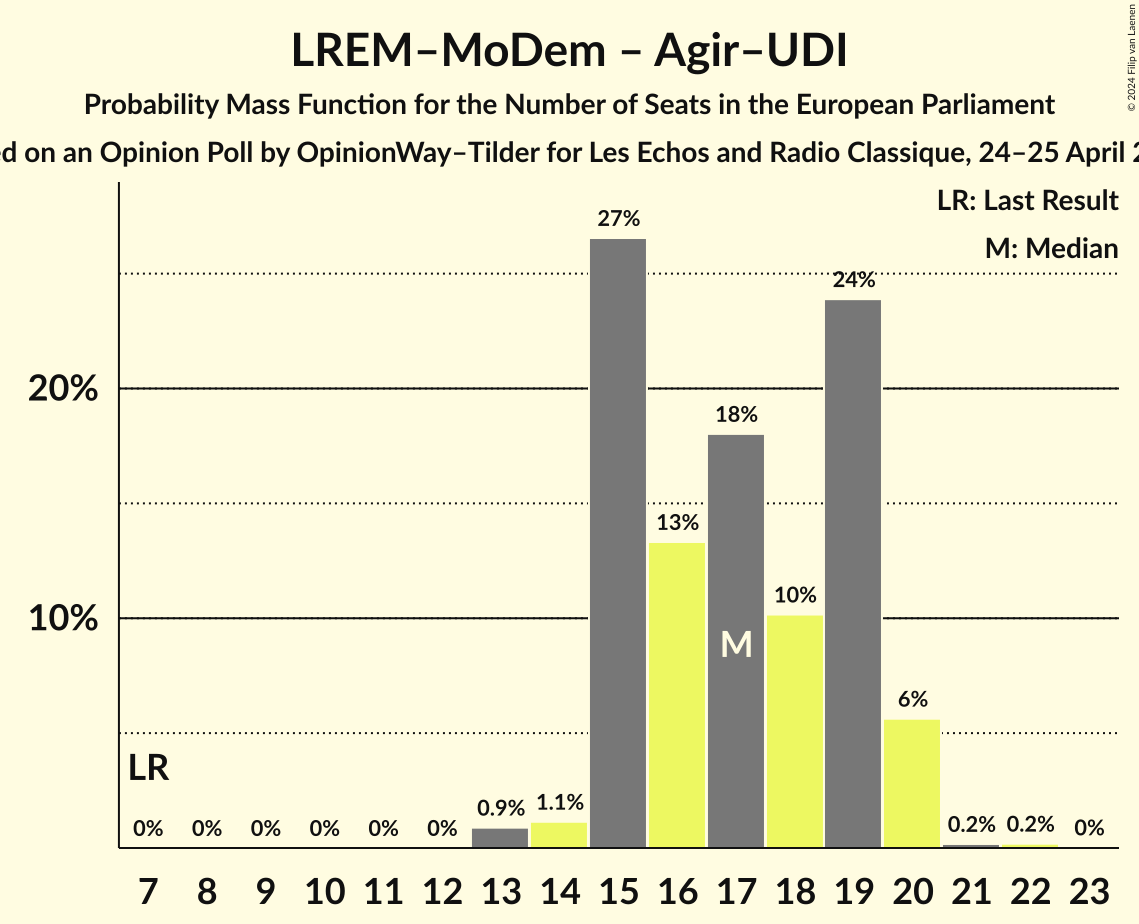 LREM–MoDem – Agir–UDI
Probability Mass Function for the Number of Seats in the European Parliament
on an Opinion Poll by OpinionWay–Tilder for Les Echos and Radio Classique, 24–25 April
© 2024 Filip van Laenen
LR: Last Result
M: Median
27%
24%
20%
18%
13%
10%
10%
M
6%
LR
0% 0% 0% 0% 0% 0% 0.9% 1.1% 0.2% 0.2% 0%
7 8 9 10 11 12 13 14 15 16 17 18 19 20 21 22 23